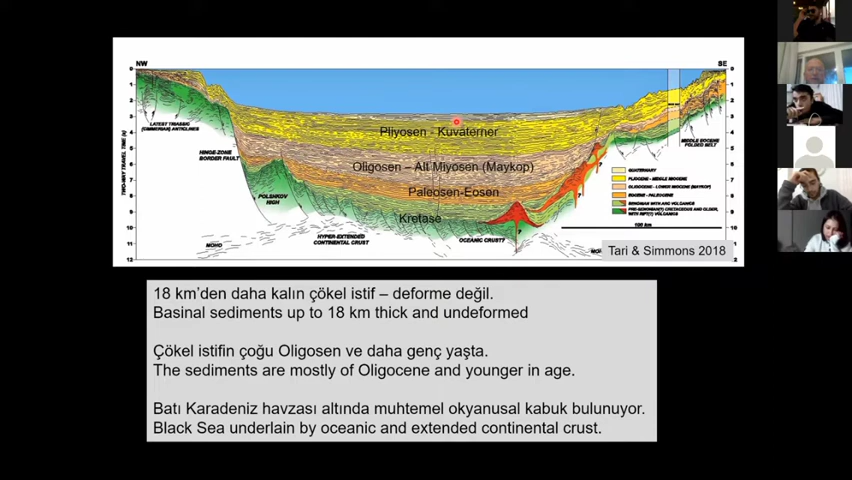 NW
SE
LATEST TRIASSIC
(CIMMERIAN) ANTICLINES
HINGE-ZONE
BORDER FAULT
POLSHKOV
HIGH
HYPER-EXTENDED
CONTINENTAL CRUST
MOHO
OCEANIC CRUST?
MIDDLE EOCENE
FOLDED BELT
TWO-WAY TRAVEL TIME (s)
Pliyosen - Kuvaterner
Oligosen – Alt Miyosen (Maykop)
Paleosen-Eosen
Kretase
QUATERNARY
PLIOCENE - MIDDLE MIOCENE
OLIGOCENE - LOWER MIOCENE (MAYKOP)
EOCENE - PALEOCENE
100 km
Tari & Simmons 2018
18 km'den daha kalın çökel istif – deforme değil.
Basinal sediments up to 18 km thick and undeformed
Çökel istifin çoğu Oligosen ve daha genç yaşta.
The sediments are mostly of Oligocene and younger in age.
Batı Karadeniz havzası altında muhtemel okyanusal kabuk bulunuyor.
Black Sea underlain by oceanic and extended continental crust.